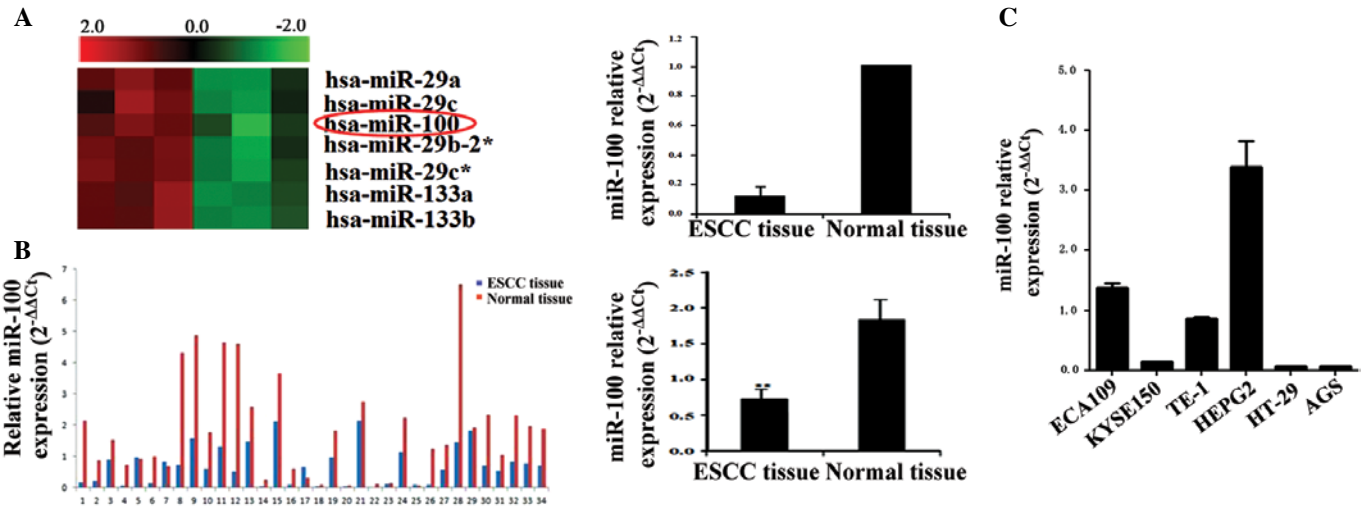 A
2.0 0.0 -2.0
hsa-miR-29a
hsa-miR-29c
hsa-miR-100
hsa-miR-29b-2*
hsa-miR-29c*
hsa-miR-133a
hsa-miR-133b
miR-100 relative
expression (2-ΔΔCt)
1.2
1.0
0.8
0.6
0.4
0.2
0.0
ESCC tissue Normal tissue
B
Relative miR-100
expression (2-ΔΔCt)
7
6
5
4
3
2
1
0
ESCC tissue
Normal tissue
1 2 3 4 5 6 7 8 9 10 11 12 13 14 15 16 17 18 19 20 21 22 23 24 25 26 27 28 29 30 31 32 33 34
miR-100 relative
expression (2-ΔΔCt)
2.5
2.0
1.5
1.0
0.5
0.0
**
ESCC tissue Normal tissue
C
miR-100 relative
expression (2-ΔΔCt)
5.0
4.0
3.0
2.0
1.0
0.0
ECA109
KYSE150
TE-1
HEPG2
HT-29
AGS